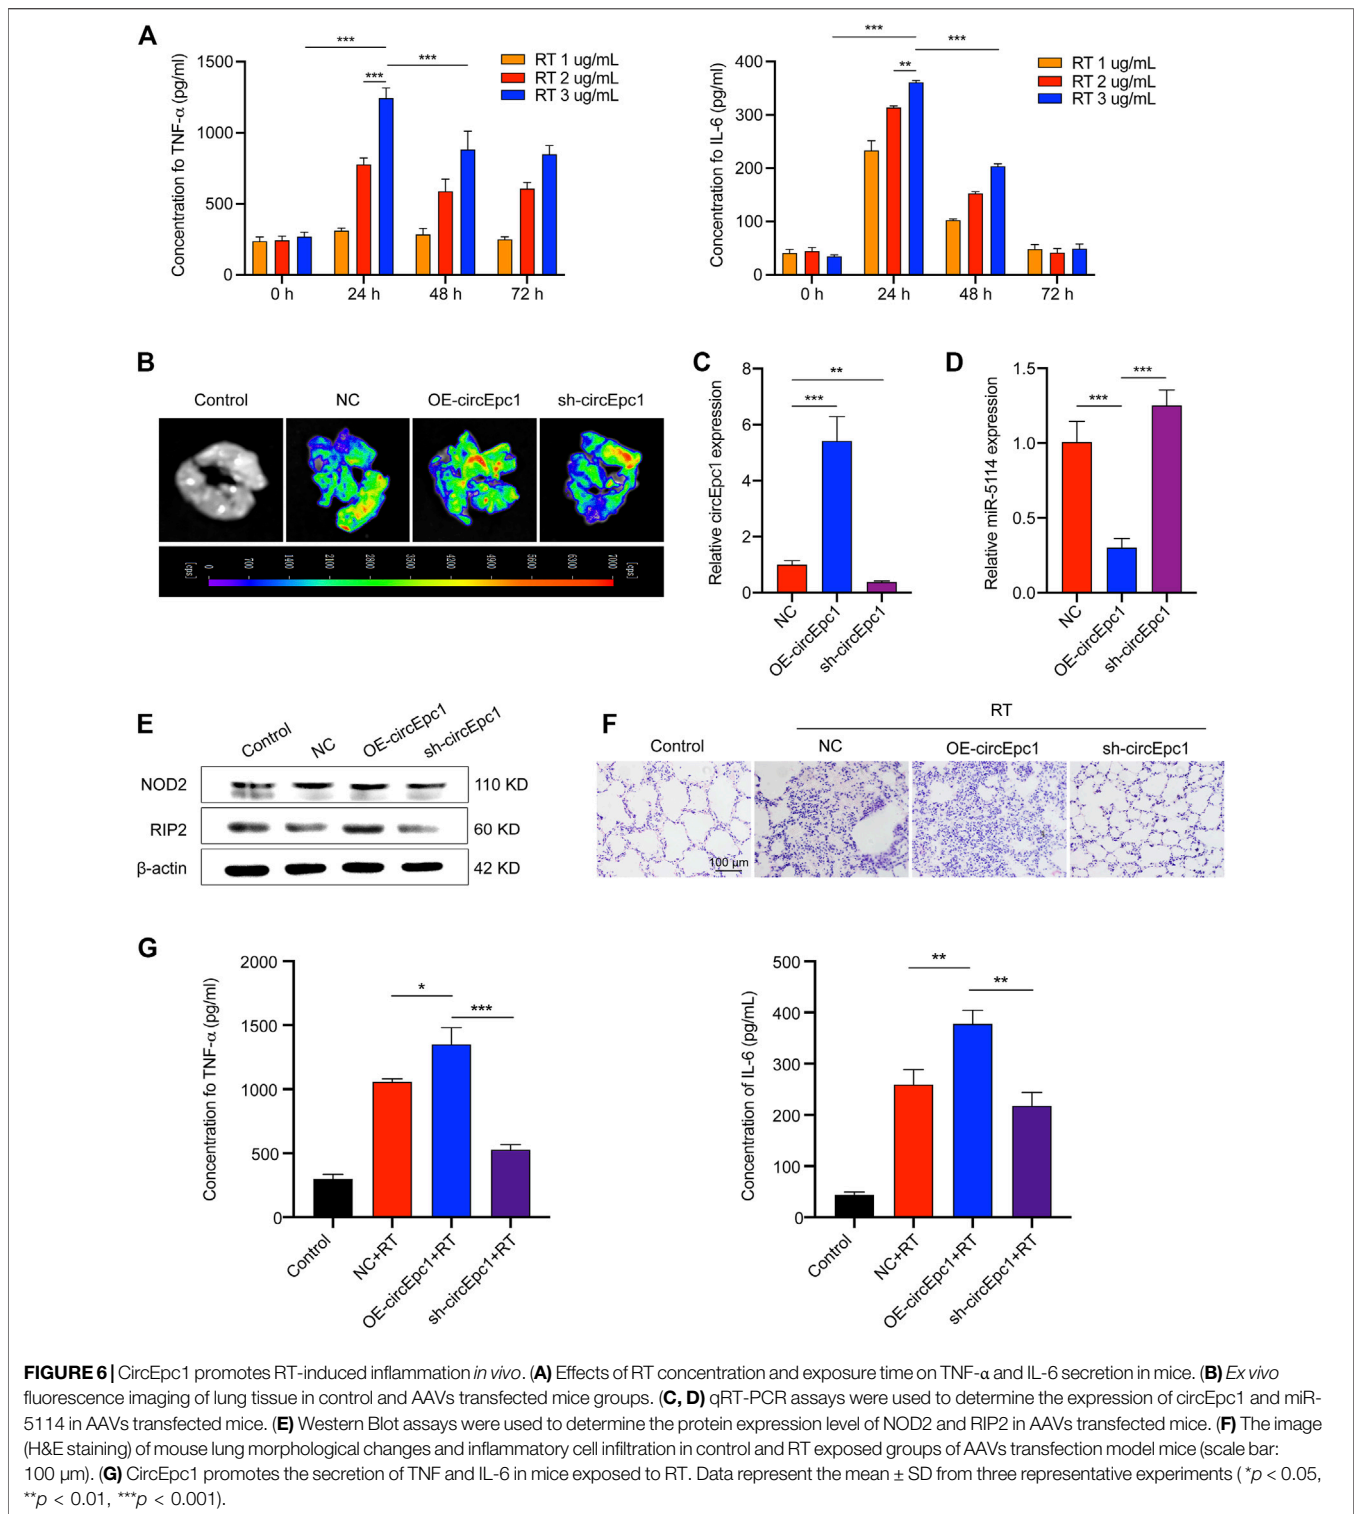 A
Concentration fo TNF-α (pg/ml)
1500
1000
500
0
0 h
24 h
48 h
72 h
***
***
***
RT 1 ug/mL
RT 2 ug/mL
RT 3 ug/mL
Concentration fo IL-6 (pg/ml)
400
300
200
100
0
0 h
24 h
48 h
72 h
***
***
**
RT 1 ug/mL
RT 2 ug/mL
RT 3 ug/mL
B
Control
NC
OE-circEpc1
sh-circEpc1
[cps]
0
700
1400
2100
2800
3500
4200
4900
5600
6300
7000
[cps]
C
Relative circEpc1 expression
8
6
4
2
0
**
***
NC
OE-circEpc1
sh-circEpc1
D
Relative miR-5114 expression
1.5
1.0
0.5
0.0
***
***
NC
OE-circEpc1
sh-circEpc1
E
Control
NC
OE-circEpc1
sh-circEpc1
NOD2
110 KD
RIP2
60 KD
β-actin
42 KD
F
RT
Control
NC
OE-circEpc1
sh-circEpc1
100 μm
G
Concentration fo TNF-α (pg/ml)
2000
1500
1000
500
0
*
***
Control
NC+RT
OE-circEpc1+RT
sh-circEpc1+RT
Concentration of IL-6 (pg/mL)
500
400
300
200
100
0
**
**
Control
NC+RT
OE-circEpc1+RT
sh-circEpc1+RT
FIGURE 6 | CircEpc1 promotes RT-induced inflammation in vivo. (A) Effects of RT concentration and exposure time on TNF-α and IL-6 secretion in mice. (B) Ex vivo
fluorescence imaging of lung tissue in control and AAVs transfected mice groups. (C, D) qRT-PCR assays were used to determine the expression of circEpc1 and miR-
5114 in AAVs transfected mice. (E) Western Blot assays were used to determine the protein expression level of NOD2 and RIP2 in AAVs transfected mice. (F) The image
(H&E staining) of mouse lung morphological changes and inflammatory cell infiltration in control and RT exposed groups of AAVs transfection model mice (scale bar:
100 μm). (G) CircEpc1 promotes the secretion of TNF and IL-6 in mice exposed to RT. Data represent the mean ± SD from three representative experiments ( *p < 0.05,
**p < 0.01, ***p < 0.001).